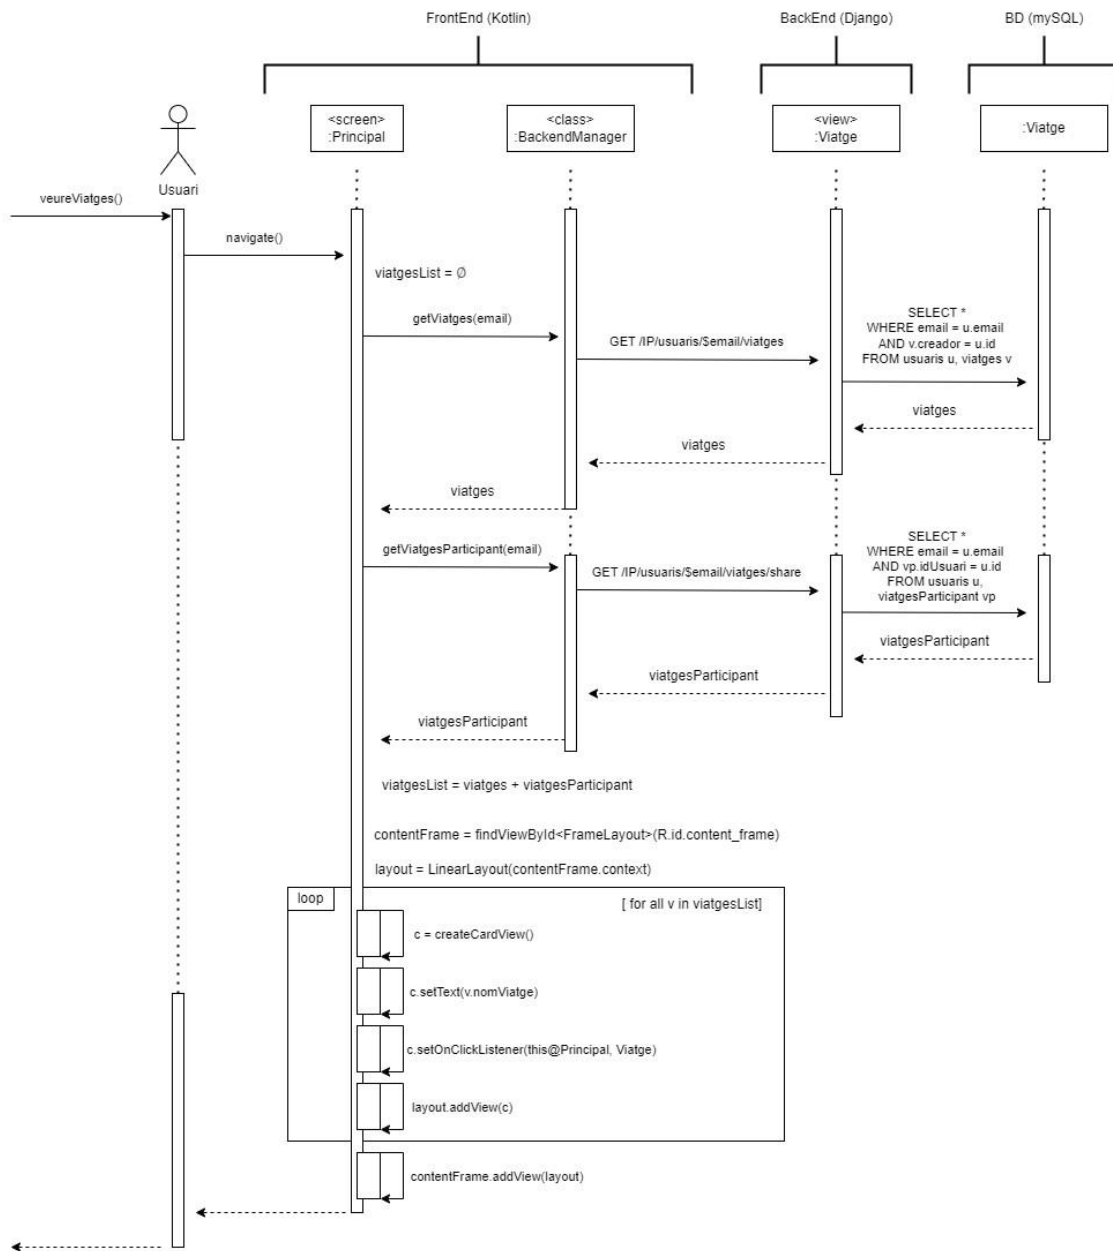 FrontEnd (Kotlin)
BackEnd (Django)
BD (mySQL)
<screen>
:Principal
<class>
:BackendManager
<view>
:Viatge
:Viatge
Usuari
veureViatges()
navigate()
viatgesList = ∅
getViatges(email)
GET /IP/usuaris/$email/viatges
SELECT *
WHERE email = u.email
AND v.creador = u.id
FROM usuaris u, viatges v
viatges
viatges
viatges
getViatgesParticipant(email)
GET /IP/usuaris/$email/viatges/share
SELECT *
WHERE email = u.email
AND vp.idUsuari = u.id
FROM usuaris u,
viatgesParticipant vp
viatgesParticipant
viatgesParticipant
viatgesParticipant
viatgesList = viatges + viatgesParticipant
contentFrame = findViewById<FrameLayout>(R.id.content_frame)
layout = LinearLayout(contentFrame.context)
loop
[ for all v in viatgesList]
c = createCardView()
c.setText(v.nomViatge)
c.setOnClickListener(this@Principal, Viatge)
layout.addView(c)
contentFrame.addView(layout)